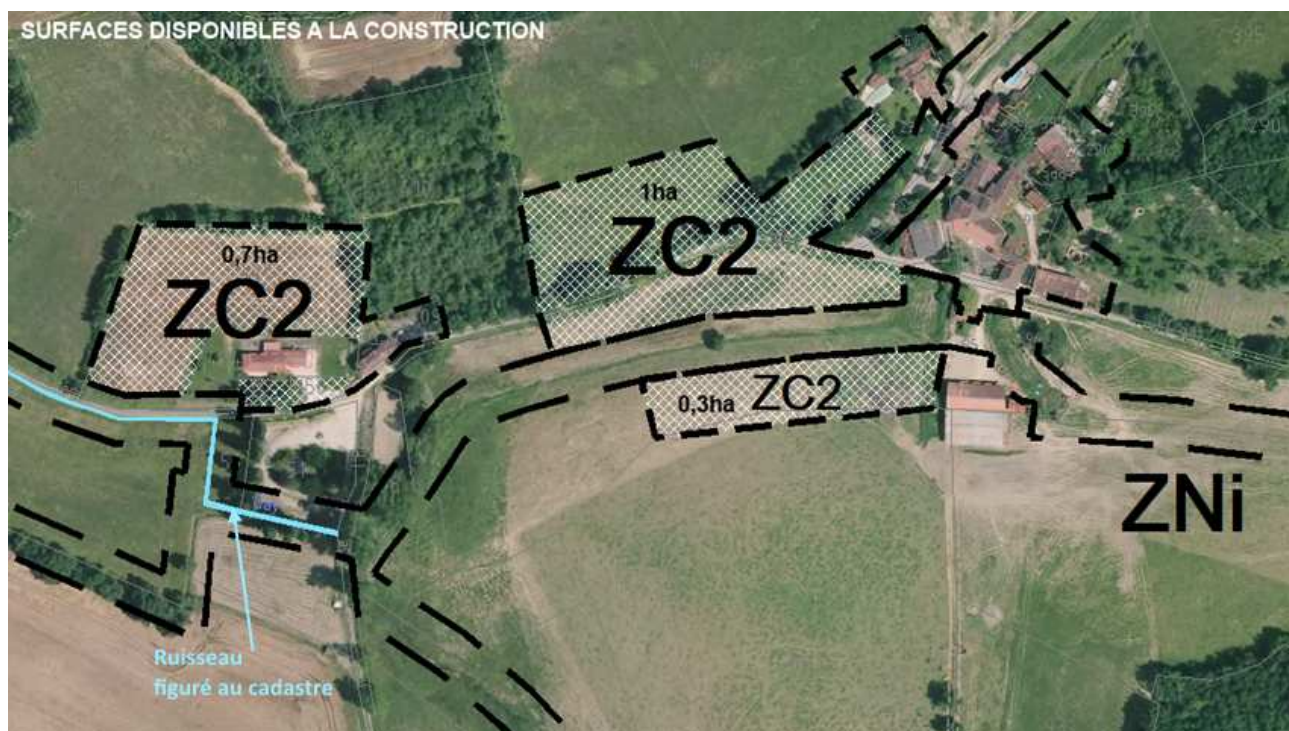 SURFACES DISPONIBLES A LA CONSTRUCTION
1ha
ZC2
0,7ha
ZC2
0,3ha
ZC2
ZNi
Ruisseau
figuré au cadastre